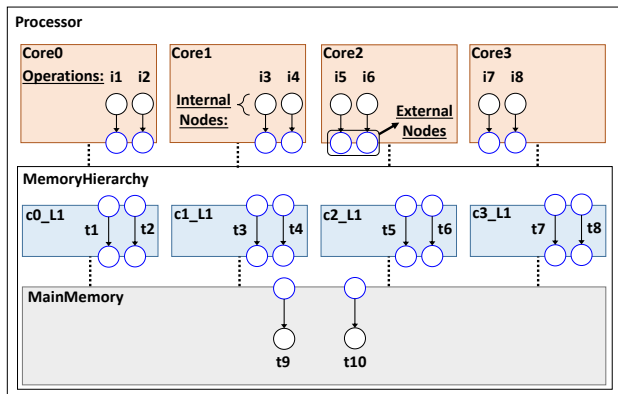 Processor
Core0 Core1 Core2 Core3
Operations: i1 i2 i3 i4 i5 i6 i7 i8
Internal
Nodes:
External
Nodes
MemoryHierarchy
c0_L1 c1_L1 c2_L1 c3_L1
t1 t2 t3 t4 t5 t6 t7 t8
MainMemory
t9 t10